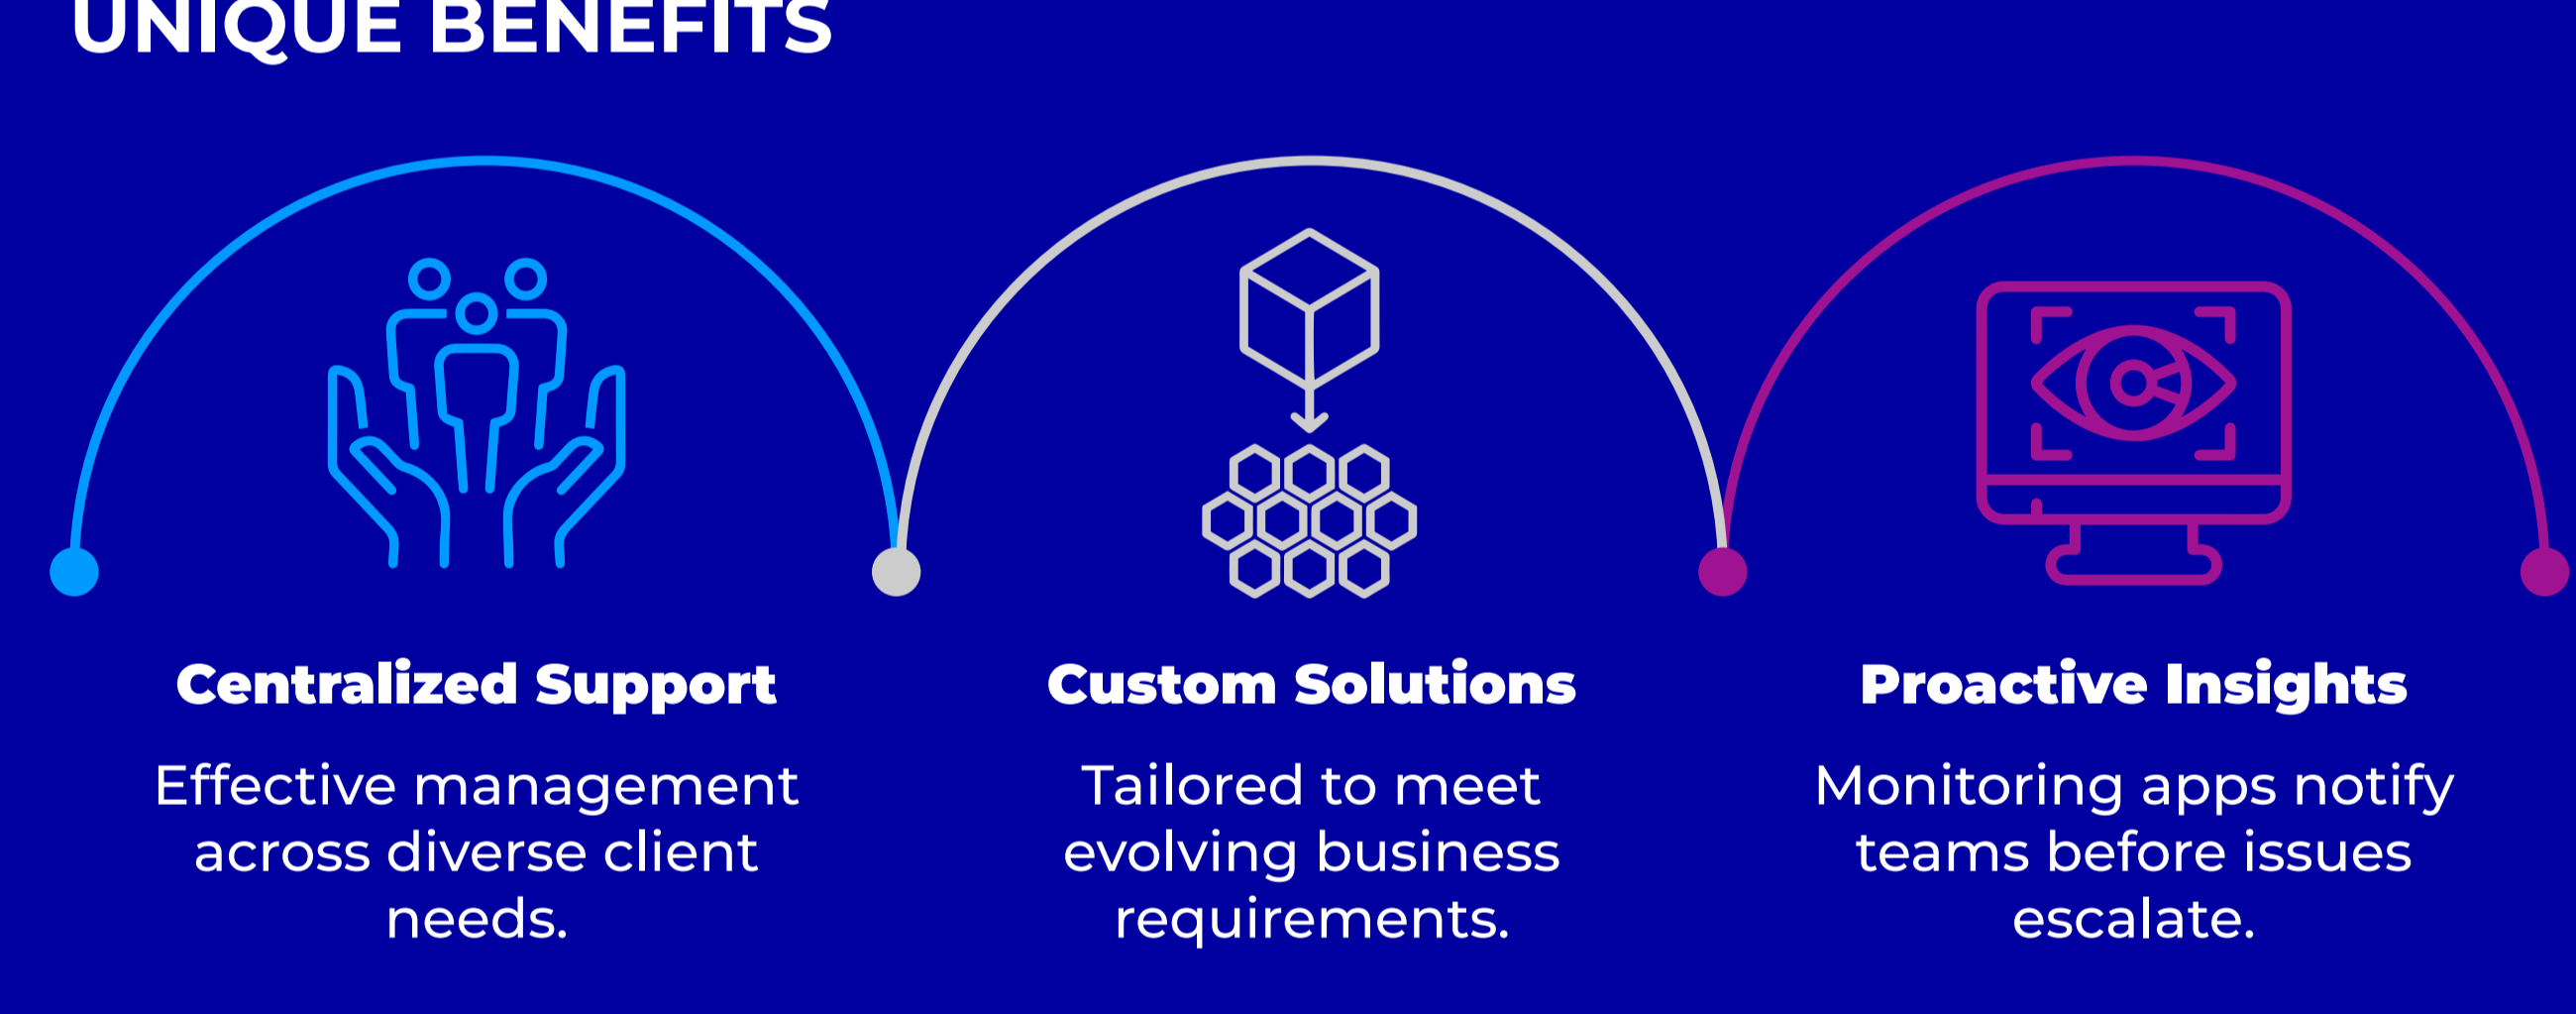 UNIQUE BENEFITS
Centralized Support
Effective management
across diverse client
needs.
Custom Solutions
Tailored to meet
evolving business
requirements.
Proactive Insights
Monitoring apps notify
teams before issues
escalate.